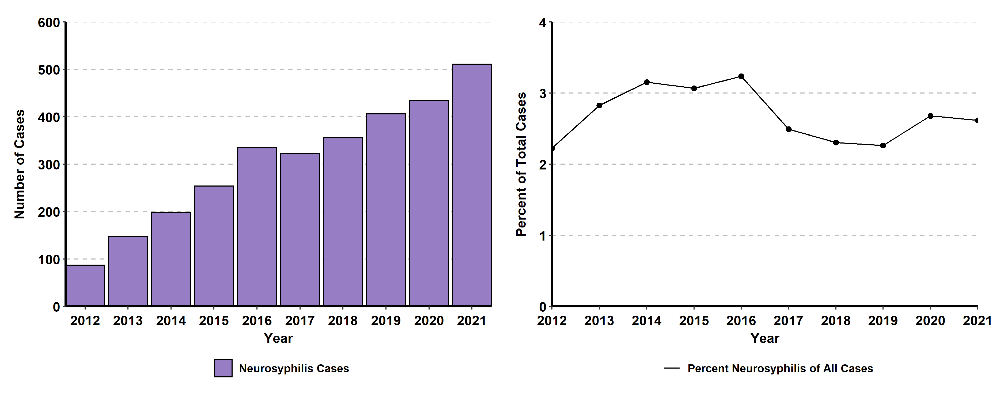 600
500
400
300
200
100
0
Number of Cases
2012 2013 2014 2015 2016 2017 2018 2019 2020 2021
Year
Neurosyphilis Cases
4
3
2
1
0
Percent of Total Cases
2012 2013 2014 2015 2016 2017 2018 2019 2020 2021
Year
Percent Neurosyphilis of All Cases